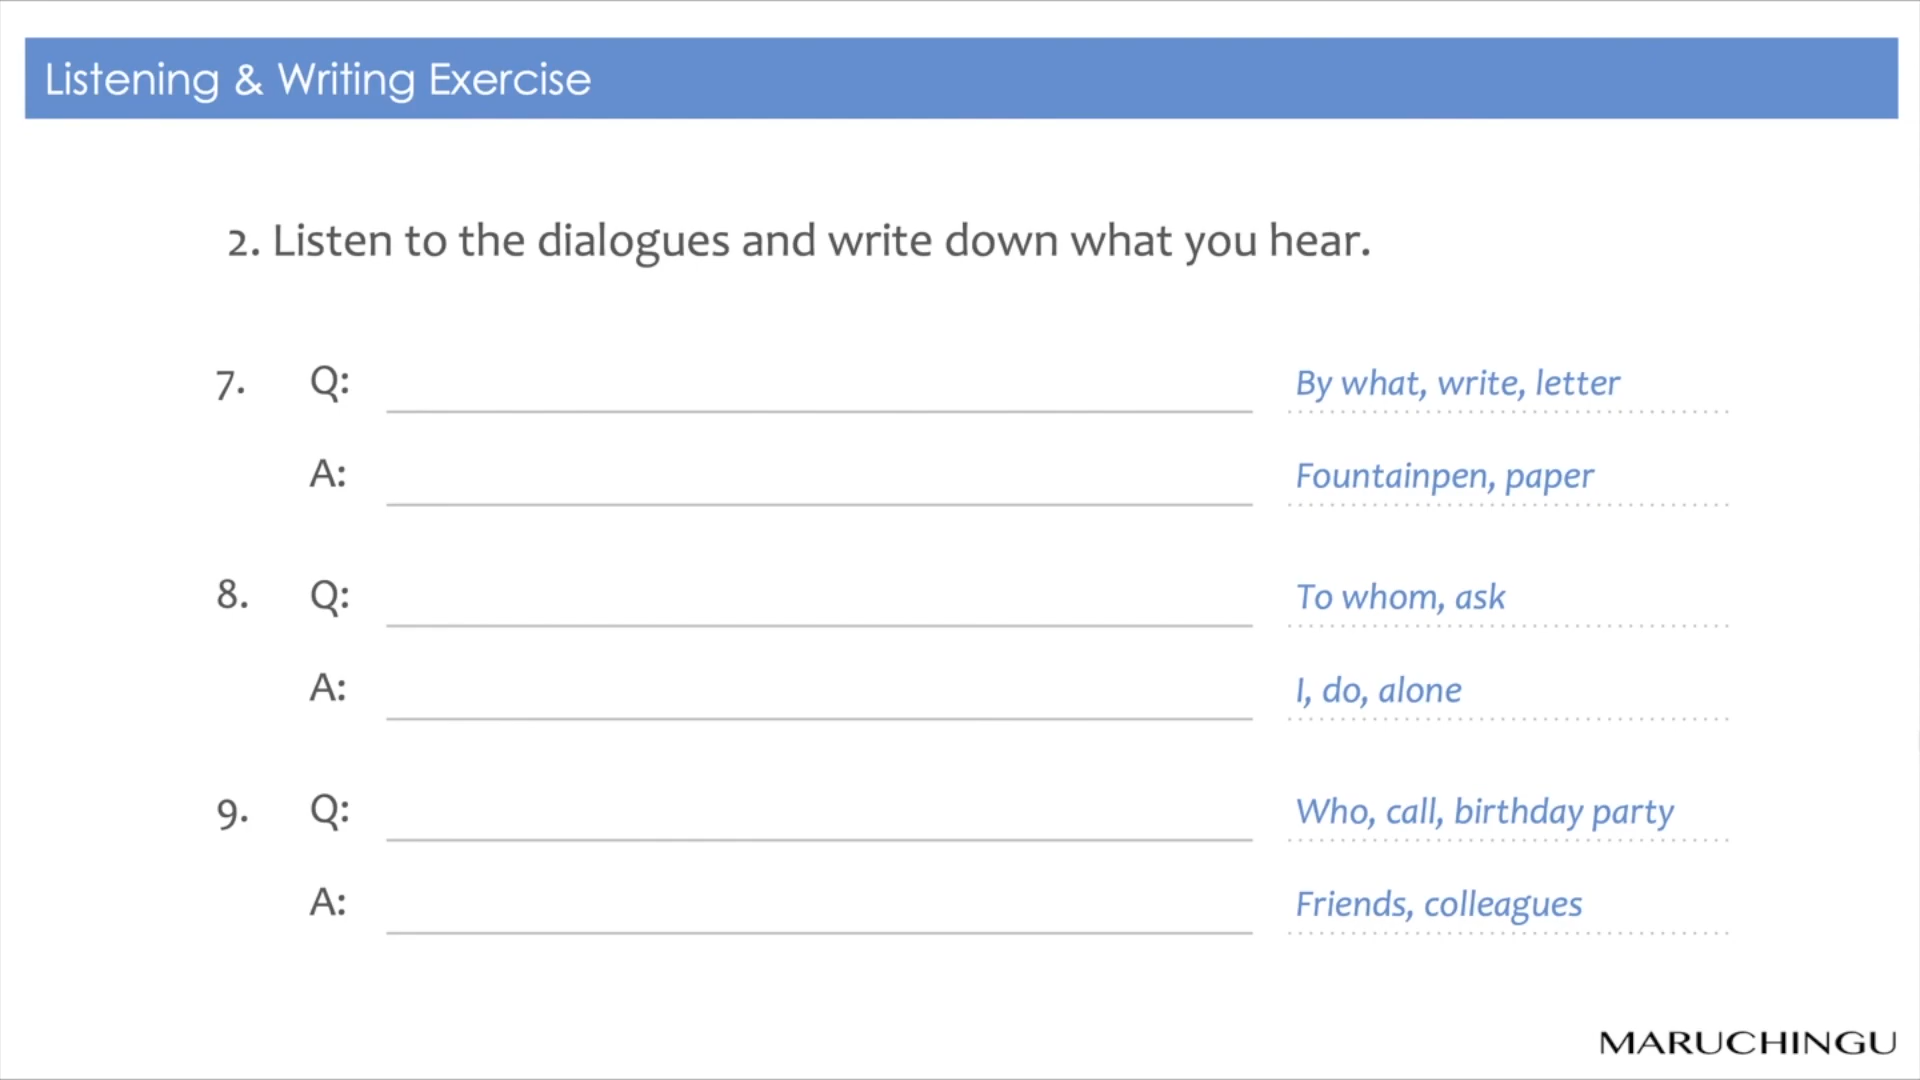 Listening & Writing Exercise
2. Listen to the dialogues and write down what you hear.
7. Q: By what, write, letter
A: Fountainpen, paper
8. Q: To whom, ask
A: I, do, alone
9. Q: Who, call, birthday party
A: Friends, colleagues
MARUCHINGU